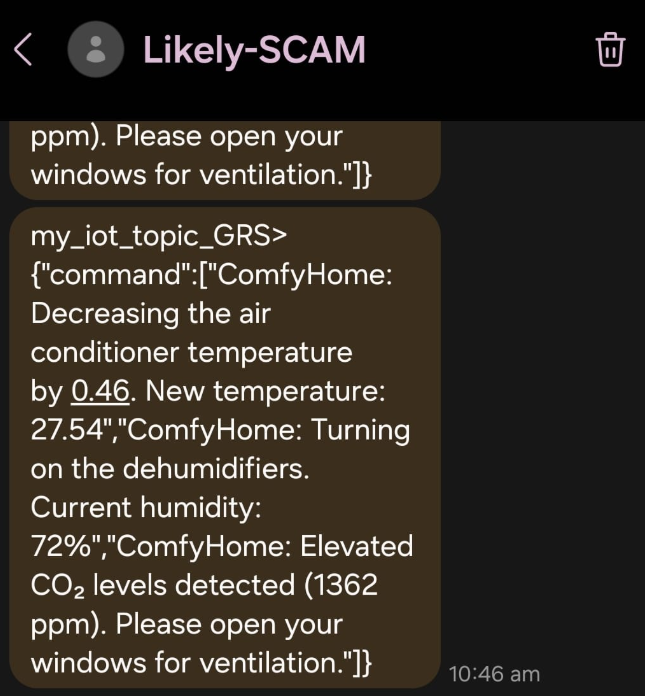 Likely-SCAM
ppm). Please open your
windows for ventilation."]}
my_iot_topic_GRS>
{"command":["ComfyHome:
Decreasing the air
conditioner temperature
by 0.46. New temperature:
27.54","ComfyHome: Turning
on the dehumidifiers.
Current humidity:
72%","ComfyHome: Elevated
CO₂ levels detected (1362
ppm). Please open your
windows for ventilation."]}
10:46 am